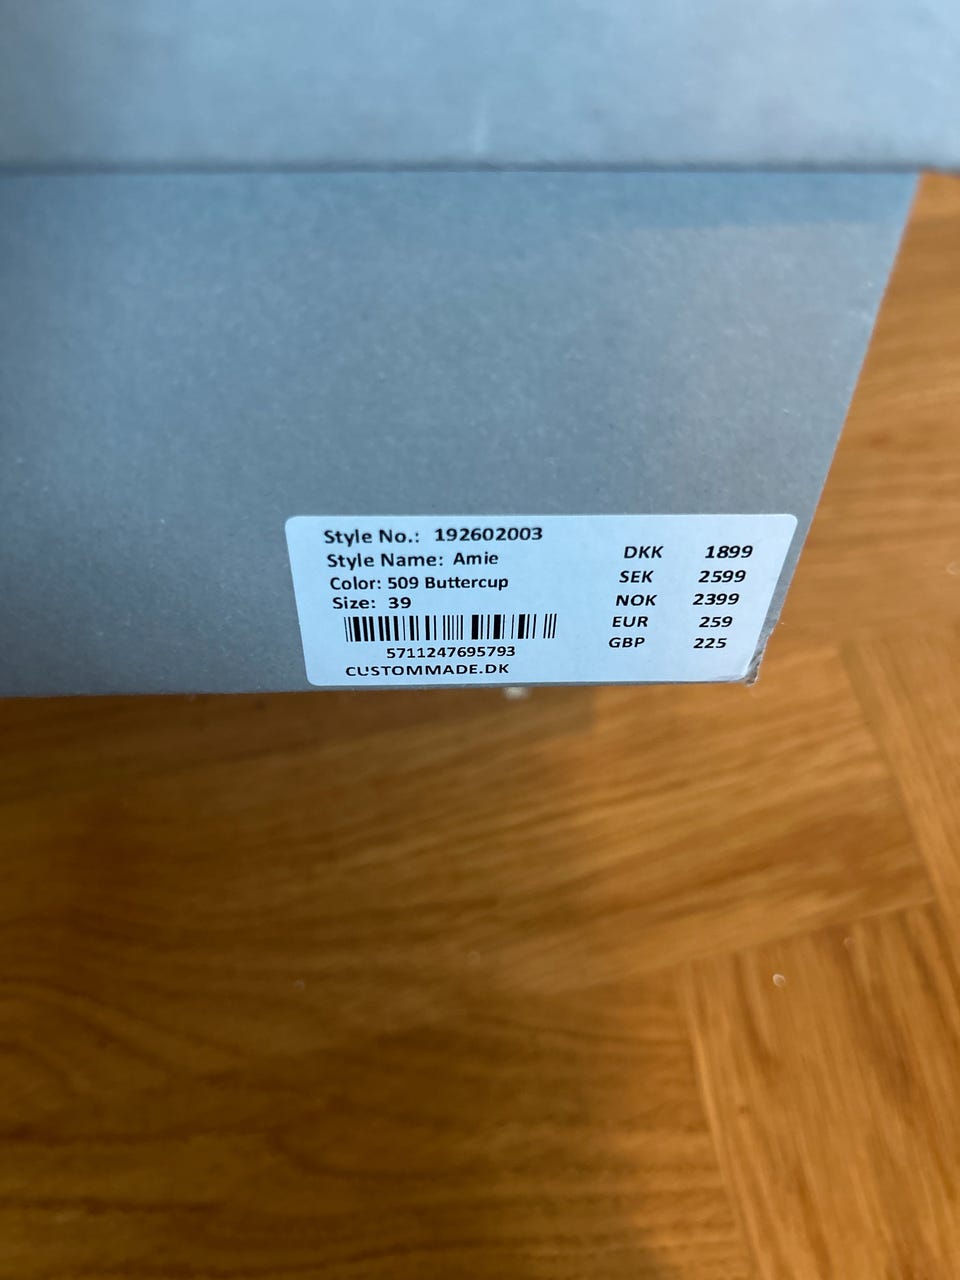 Style No.: 192602003
Style Name: Amie
Color: 509 Buttercup
Size: 39
5711247695793
CUSTOMMADE.DK
DKK 1899
SEK 2599
NOK 2399
EUR 259
GBP 225